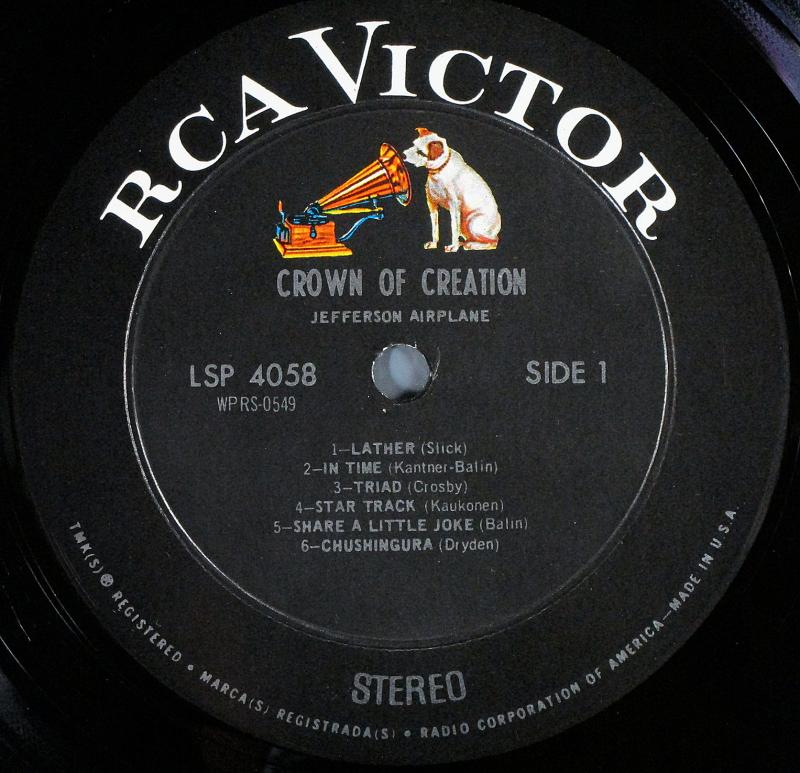 RCA VICTOR
CROWN OF CREATION
JEFFERSON AIRPLANE
LSP 4058
WPRS-0549
SIDE 1
1—LATHER (Slick)
2—IN TIME (Kantner-Balin)
3—TRIAD (Crosby)
4—STAR TRACK (Kaukonen)
5—SHARE A LITTLE JOKE (Balin)
6—CHUSHINGURA (Dryden)
STEREO
TMK(S) ® REGISTERED • MARCA(S) REGISTRADA(S) • RADIO CORPORATION OF AMERICA—MADE IN U.S.A.